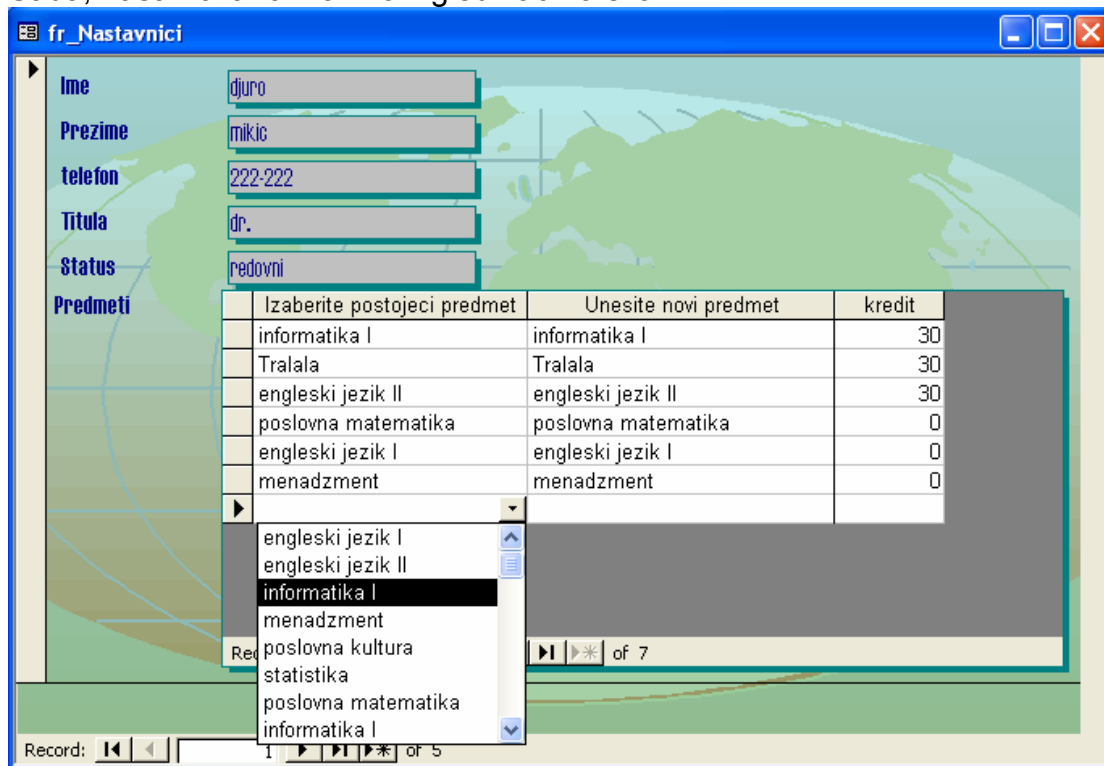 fr_Nastavnici
Ime djuro
Prezime mikic
telefon 222-222
Titula dr.
Status redovni
Predmeti
Izaberite postojeci predmet Unesite novi predmet kredit
informatika I informatika I 30
Tralala Tralala 30
engleski jezik II engleski jezik II 30
poslovna matematika poslovna matematika 0
engleski jezik I engleski jezik I 0
menadzment menadzment 0
engleski jezik I
engleski jezik II
informatika I
menadzment
poslovna kultura
statistika
poslovna matematika
informatika I
of 7
Record: 1 of 5